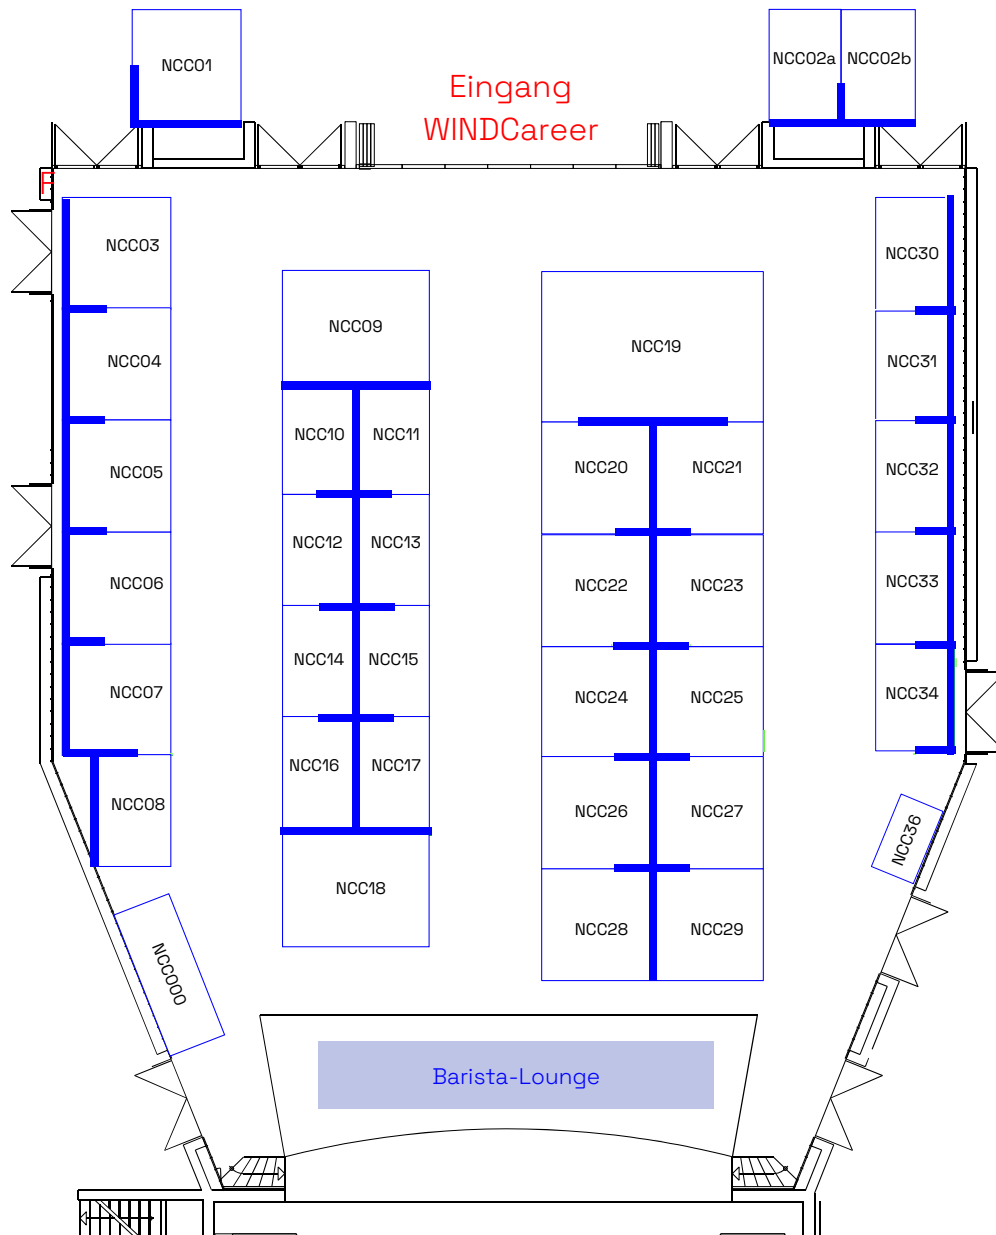 NCC01
Eingang
WINDCareer
NCC02a
NCC02b
F
NCC03
NCC04
NCC05
NCC06
NCC07
NCC08
NCC000
NCC09
NCC10
NCC11
NCC12
NCC13
NCC14
NCC15
NCC16
NCC17
NCC18
NCC19
NCC20
NCC21
NCC22
NCC23
NCC24
NCC25
NCC26
NCC27
NCC28
NCC29
NCC30
NCC31
NCC32
NCC33
NCC34
NCC36
Barista-Lounge